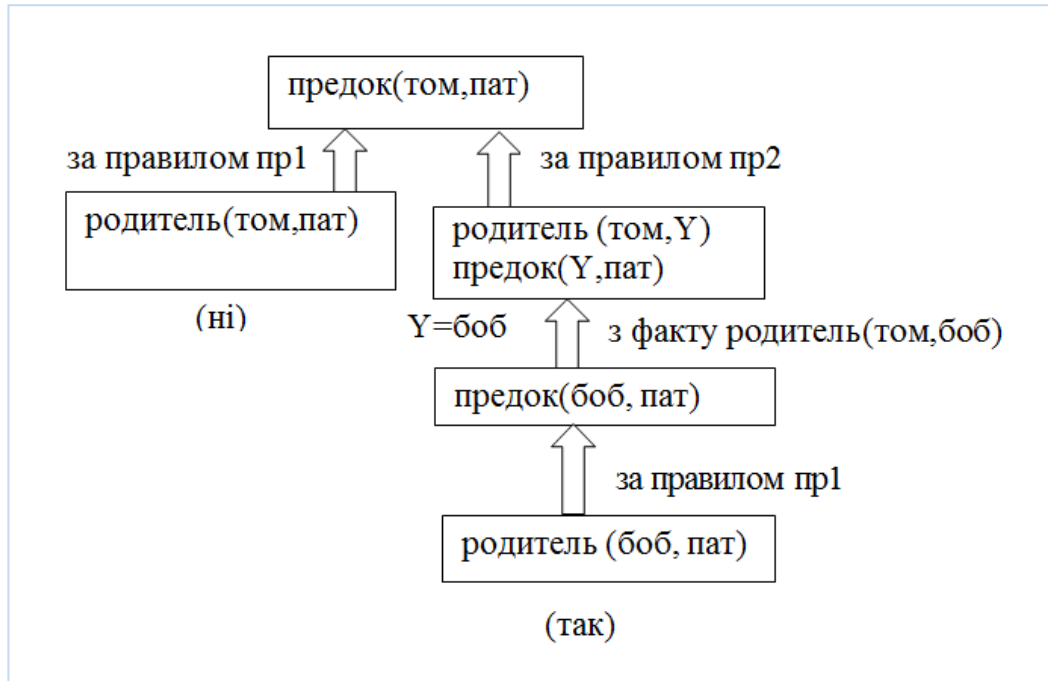 предок(том,пат)
за правилом пр1
за правилом пр2
родитель(том,пат)
родитель (том,Y)
предок(Y,пат)
(ні)
Y=боб
з факту родитель(том,боб)
предок(боб, пат)
за правилом пр1
родитель (боб, пат)
(так)